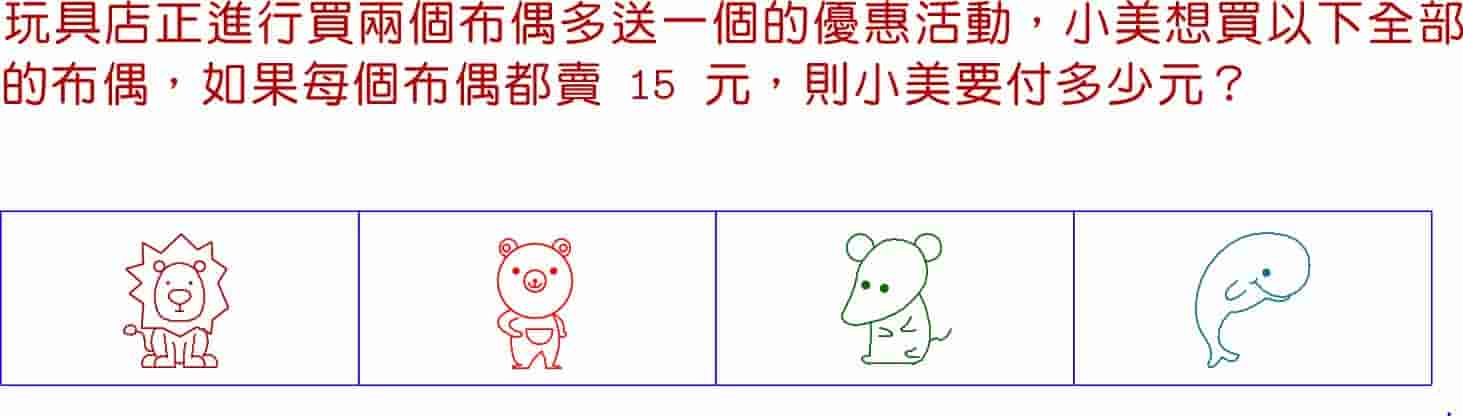 玩具店正進行買兩個布偶多送一個的優惠活動，小美想買以下全部
的布偶，如果每個布偶都賣 15 元，則小美要付多少元？